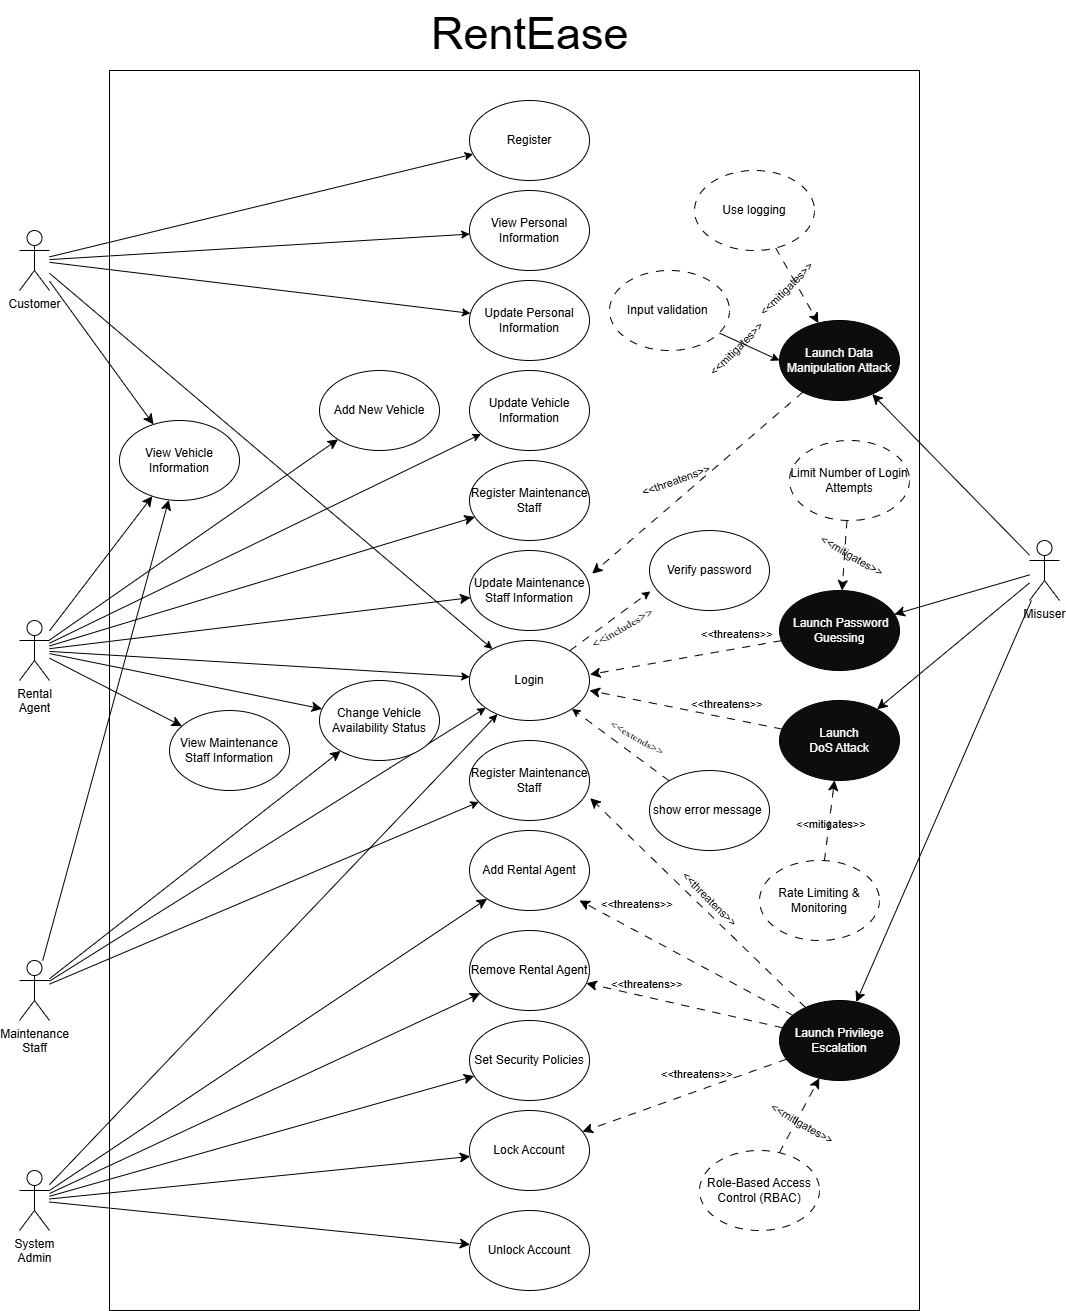 RentEase
Register
Use logging
View Personal
Information
Customer
<<mitigates>>
Input validation
Update Personal
Information
<<mitigates>>
Launch Data
Manipulation Attack
Add New Vehicle
Update Vehicle
Information
View Vehicle
Information
<<threatens>>
Limit Number of Login
Attempts
Register Maintenance
Staff
<<mitigates>>
Verify password
Update Maintenance
Staff Information
Misuser
<<includes>>
Launch Password
Guessing
<<threatens>>
Rental
Agent
Login
<<threatens>>
Change Vehicle
Availability Status
Launch
DoS Attack
<<extends>>
View Maintenance
Staff Information
Register Maintenance
Staff
show error message
<<mitigates>>
Add Rental Agent
<<threatens>>
<<threatens>>
Rate Limiting &
Monitoring
Remove Rental Agent
<<threatens>>
Maintenance
Staff
Launch Privilege
Escalation
Set Security Policies
<<threatens>>
<<mitigates>>
Lock Account
Role-Based Access
Control (RBAC)
System
Admin
Unlock Account